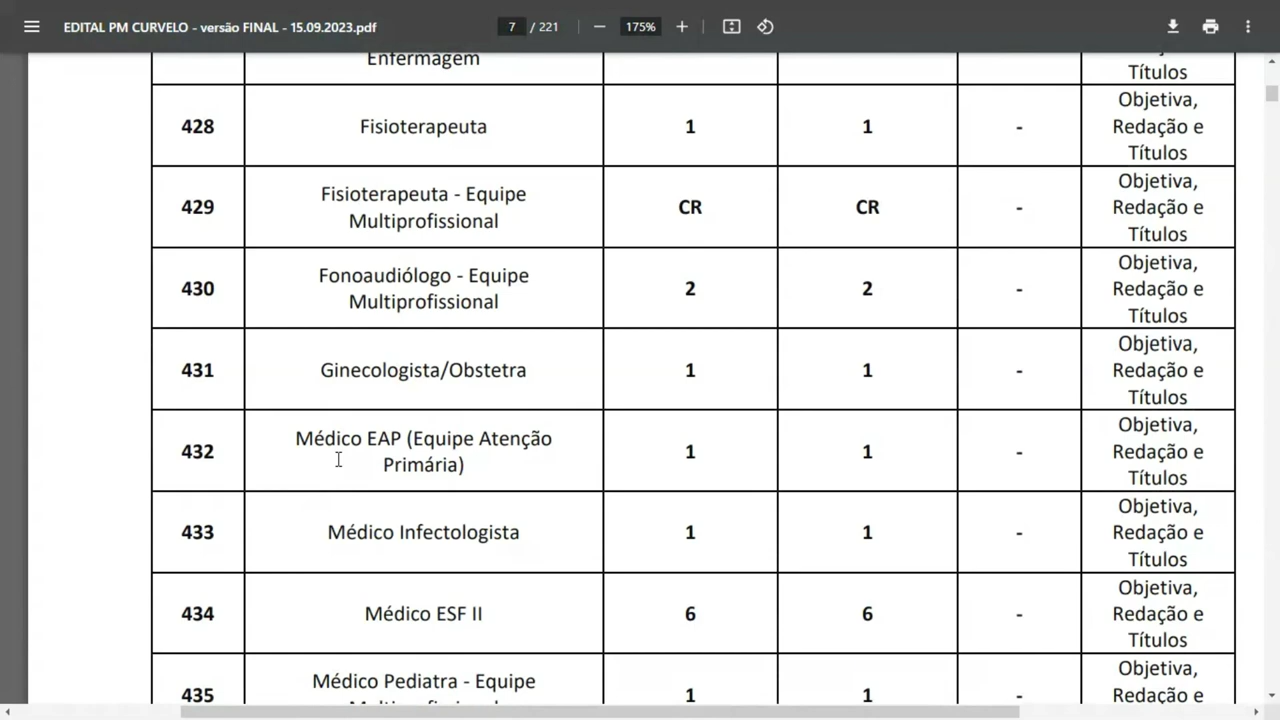 EDITAL PM CURVELO - versão FINAL - 15.09.2023.pdf 7 / 221 175%
Enfermagem
Títulos
428 Fisioterapeuta 1 1 - Objetiva,
Redação e
Títulos
429 Fisioterapeuta - Equipe
Multiprofissional CR CR - Objetiva,
Redação e
Títulos
430 Fonoaudiólogo - Equipe
Multiprofissional 2 2 - Objetiva,
Redação e
Títulos
431 Ginecologista/Obstetra 1 1 - Objetiva,
Redação e
Títulos
432 Médico EAP (Equipe Atenção
Primária) 1 1 - Objetiva,
Redação e
Títulos
433 Médico Infectologista 1 1 - Objetiva,
Redação e
Títulos
434 Médico ESF II 6 6 - Objetiva,
Redação e
Títulos
435 Médico Pediatra - Equipe 1 1 - Objetiva,
Redação e